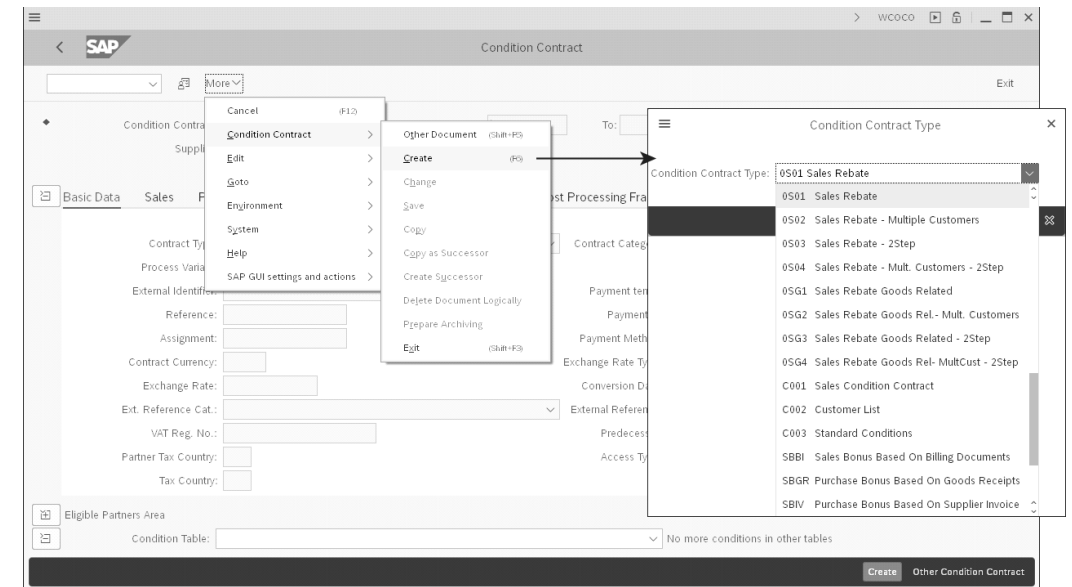 WCOCO
SAP
Condition Contract
More
Exit
Cancel (F12)
Condition Contract
Edit
Goto
Environment
System
Help
SAP GUI settings and actions
Other Document (Shift+F5)
Create (F5)
Change
Save
Copy
Copy as Successor
Create Successor
Delete Document Logically
Prepare Archiving
Exit (Shift+F3)
Condition Contra
To:
Suppli
Basic Data Sales F ost Processing Fra
Contract Typ Contract Categ
Process Varia
External Identifier: Payment ter
Reference: Payment
Assignment: Payment Meth
Contract Currency: Exchange Rate Ty
Exchange Rate: Conversion Da
Ext. Reference Cat.: External Referen
VAT Reg. No.: Predecess
Partner Tax Country: Access Ty
Tax Country:
Eligible Partners Area
Condition Table: No more conditions in other tables
Create Other Condition Contract
Condition Contract Type
Condition Contract Type: 0S01 Sales Rebate
0S01 Sales Rebate
0S02 Sales Rebate - Multiple Customers
0S03 Sales Rebate - 2Step
0S04 Sales Rebate - Mult. Customers - 2Step
0SG1 Sales Rebate Goods Related
0SG2 Sales Rebate Goods Rel.- Mult. Customers
0SG3 Sales Rebate Goods Related - 2Step
0SG4 Sales Rebate Goods Rel- MultCust - 2Step
C001 Sales Condition Contract
C002 Customer List
C003 Standard Conditions
SBBI Sales Bonus Based On Billing Documents
SBGR Purchase Bonus Based On Goods Receipts
SBIV Purchase Bonus Based On Supplier Invoice